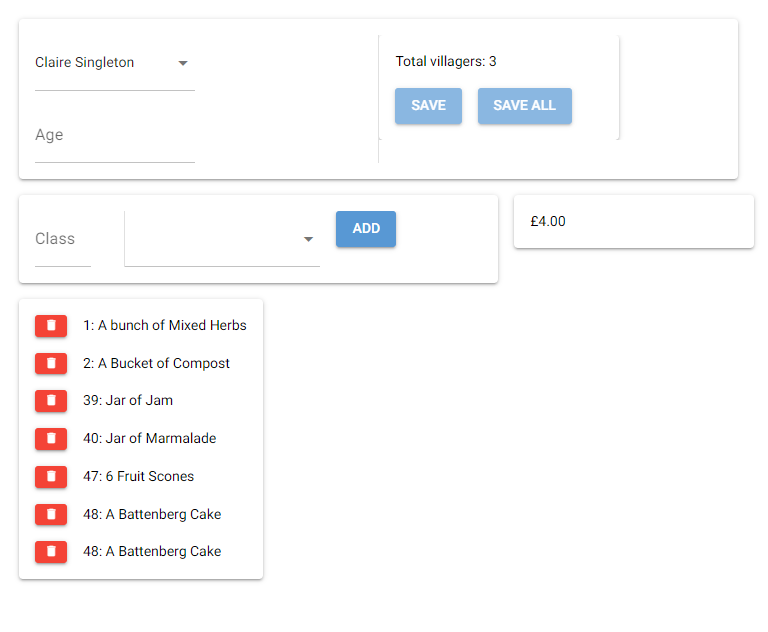 Claire Singleton
Total villagers: 3
SAVE SAVE ALL
Age
Class
ADD
£4.00
1: A bunch of Mixed Herbs
2: A Bucket of Compost
39: Jar of Jam
40: Jar of Marmalade
47: 6 Fruit Scones
48: A Battenberg Cake
48: A Battenberg Cake